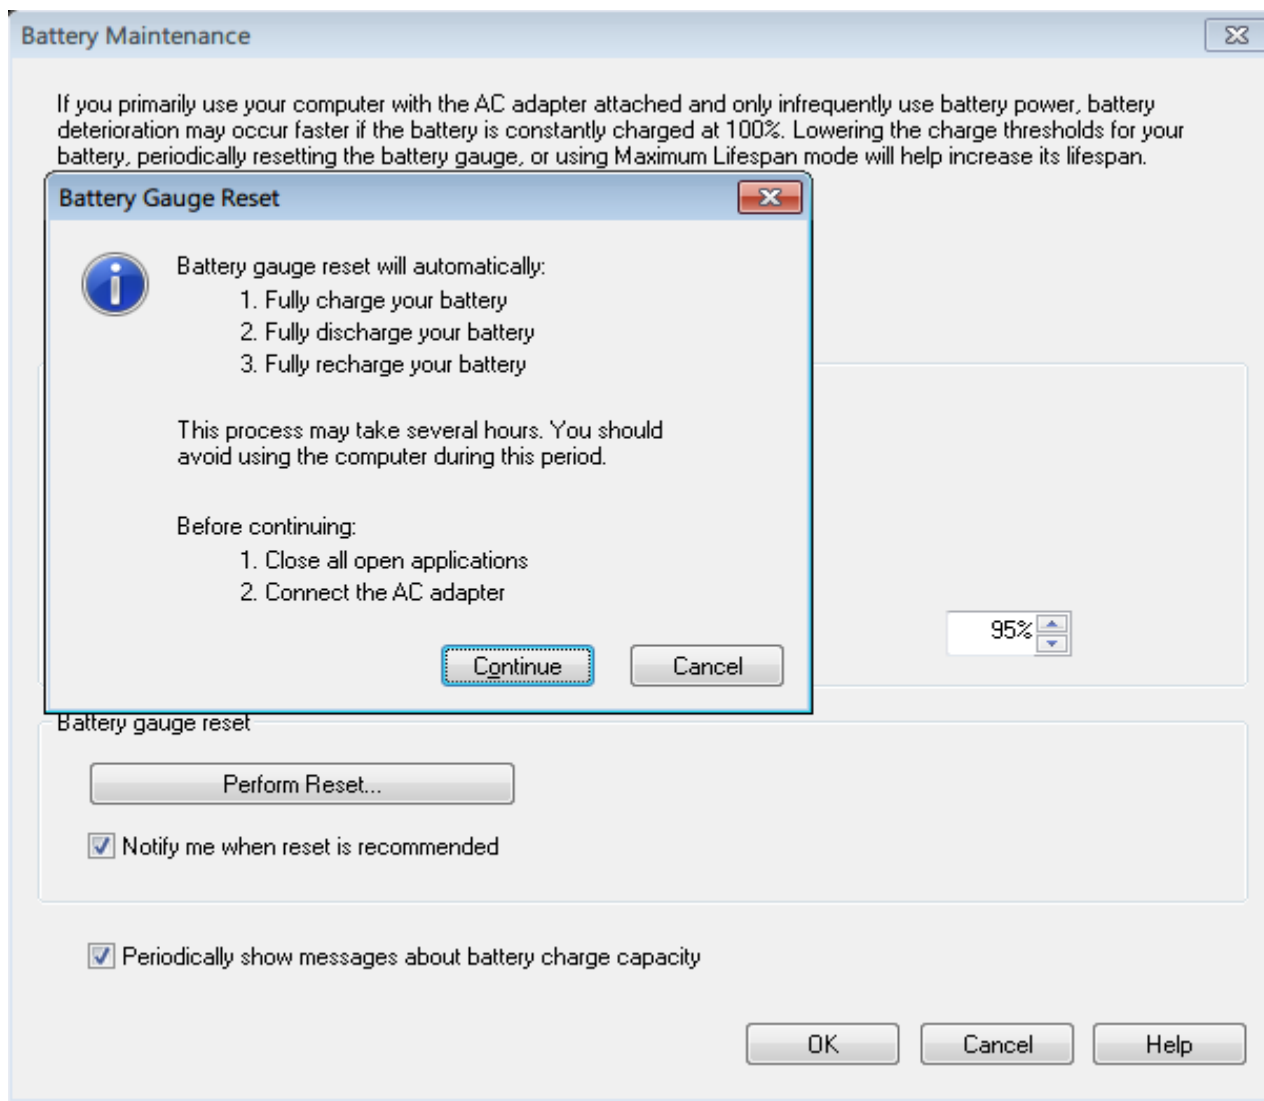 Battery Maintenance
If you primarily use your computer with the AC adapter attached and only infrequently use battery power, battery
deterioration may occur faster if the battery is constantly charged at 100%. Lowering the charge thresholds for your
battery, periodically resetting the battery gauge, or using Maximum Lifespan mode will help increase its lifespan.
Battery Gauge Reset
Battery gauge reset will automatically:
1. Fully charge your battery
2. Fully discharge your battery
3. Fully recharge your battery
This process may take several hours. You should
avoid using the computer during this period.
Before continuing:
1. Close all open applications
2. Connect the AC adapter
95%
Continue Cancel
Battery gauge reset
Perform Reset...
Notify me when reset is recommended
Periodically show messages about battery charge capacity
OK Cancel Help